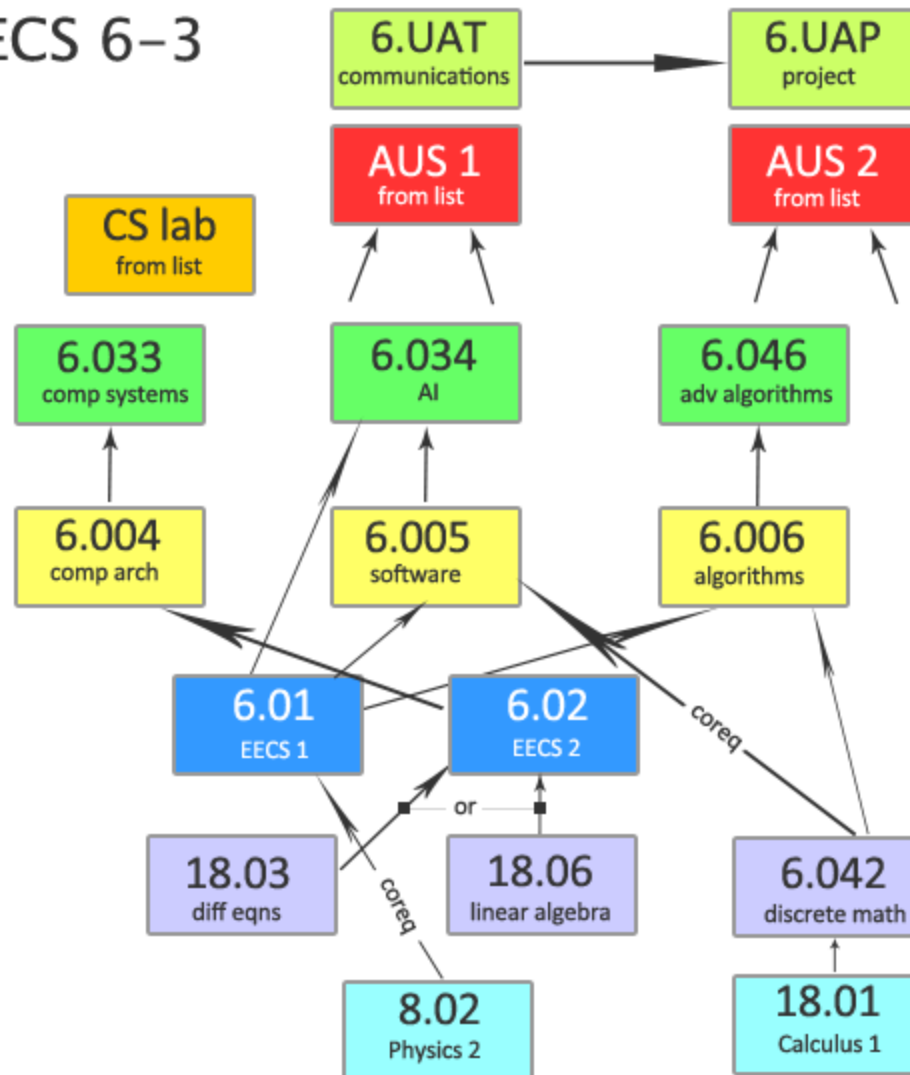 ECS 6-3
6.UAT
communications
6.UAP
project
AUS 1
from list
AUS 2
from list
CS lab
from list
6.033
comp systems
6.034
AI
6.046
adv algorithms
6.004
comp arch
6.005
software
6.006
algorithms
6.01
EECS 1
6.02
EECS 2
coreq
or
18.03
diff eqns
coreq
18.06
linear algebra
6.042
discrete math
8.02
Physics 2
18.01
Calculus 1